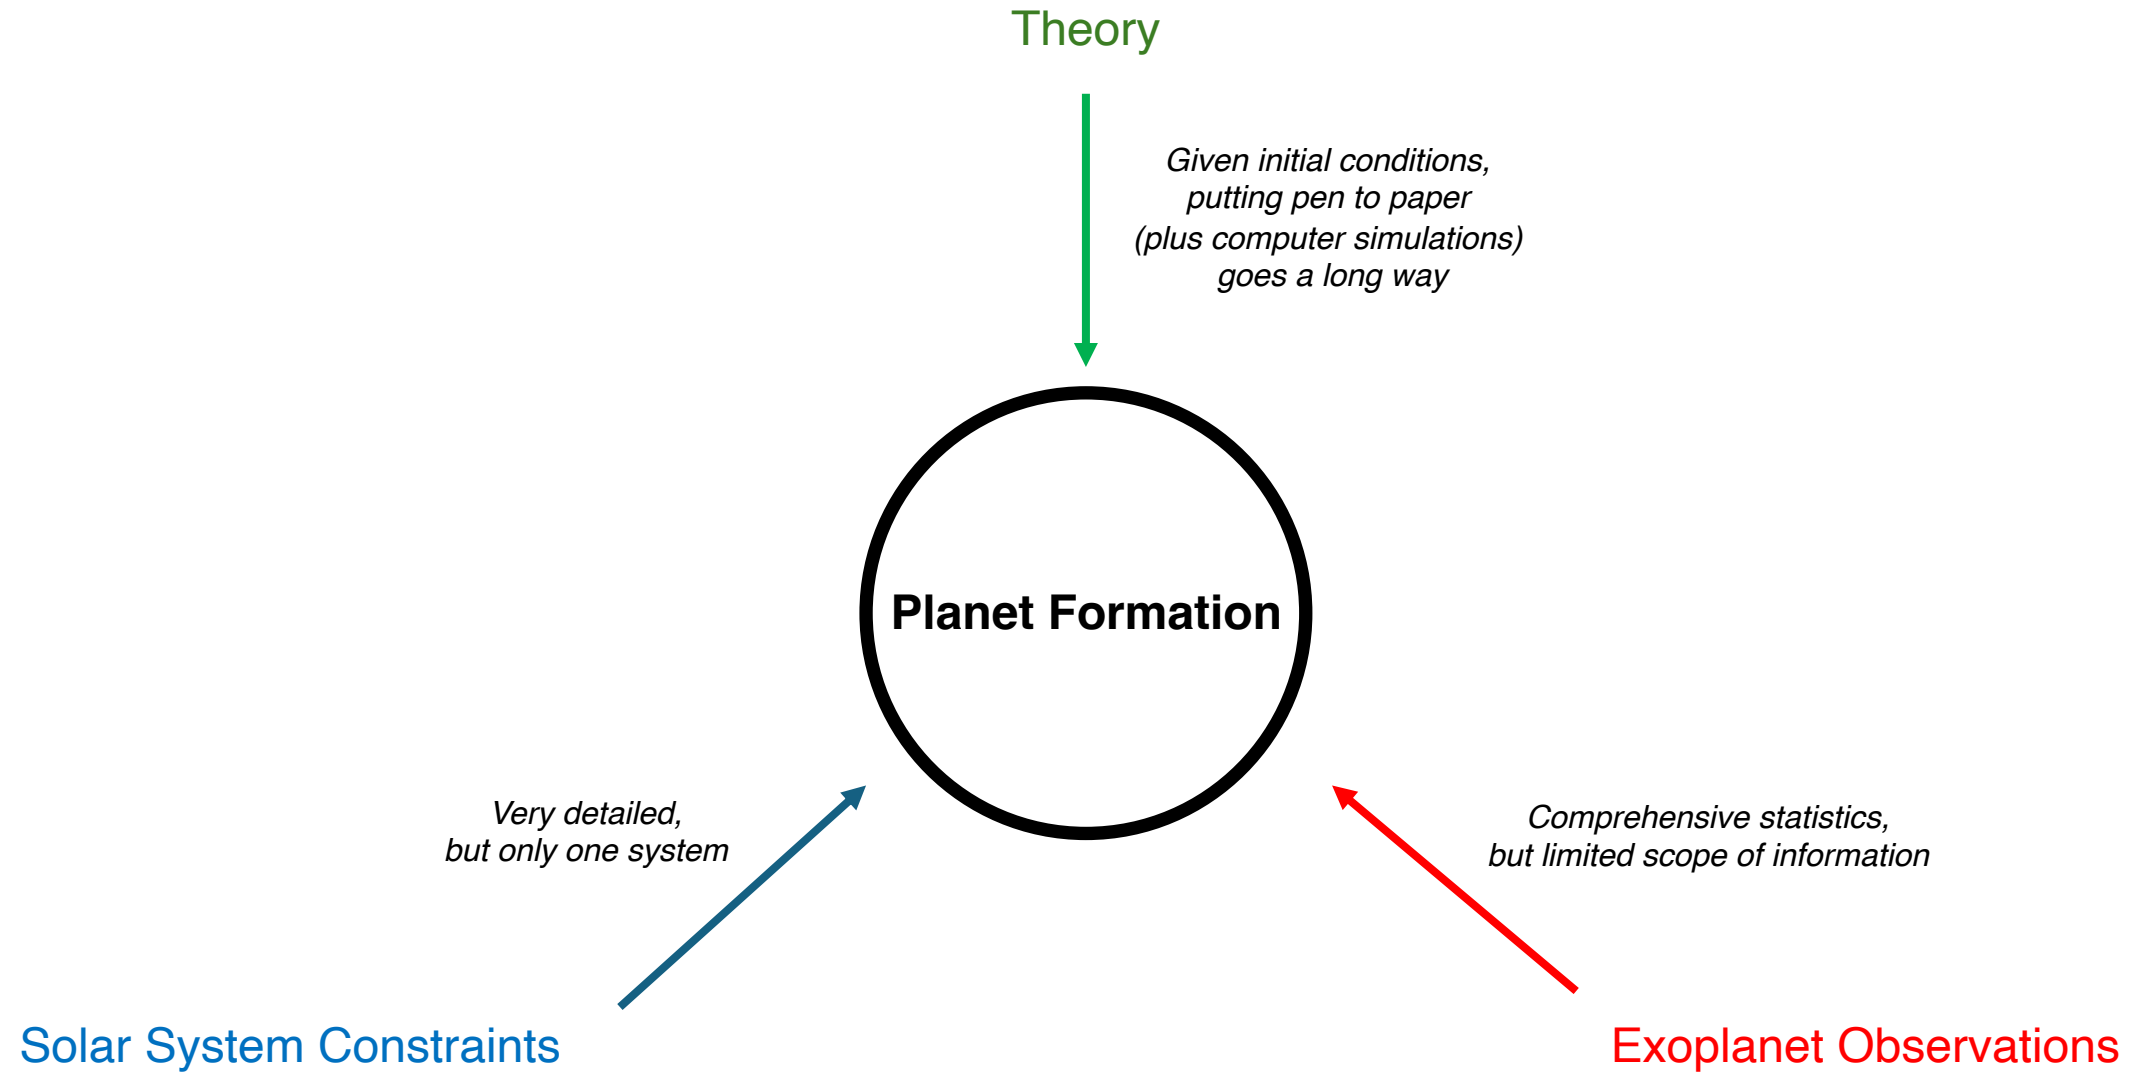 Theory
Given initial conditions,
putting pen to paper
(plus computer simulations)
goes a long way
Planet Formation
Very detailed,
but only one system
Comprehensive statistics,
but limited scope of information
Solar System Constraints
Exoplanet Observations